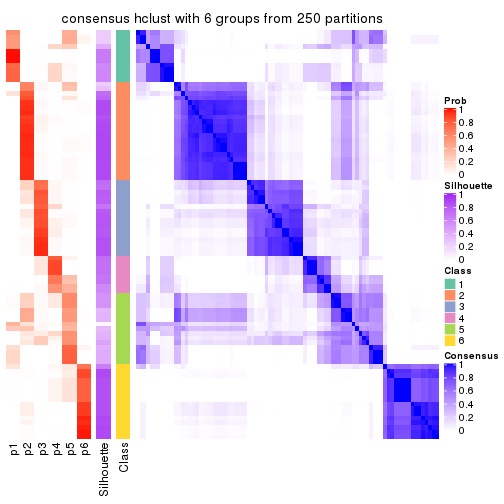 consensus hclust with 6 groups from 250 partitions
Prob
1
0.8
0.6
0.4
0.2
0
Silhouette
1
0.8
0.6
0.4
0.2
0
Class
1
2
3
4
5
6
Consensus
1
0.8
0.6
0.4
0.2
0
p1
p2
p3
p4
p5
p6
Silhouette
Class